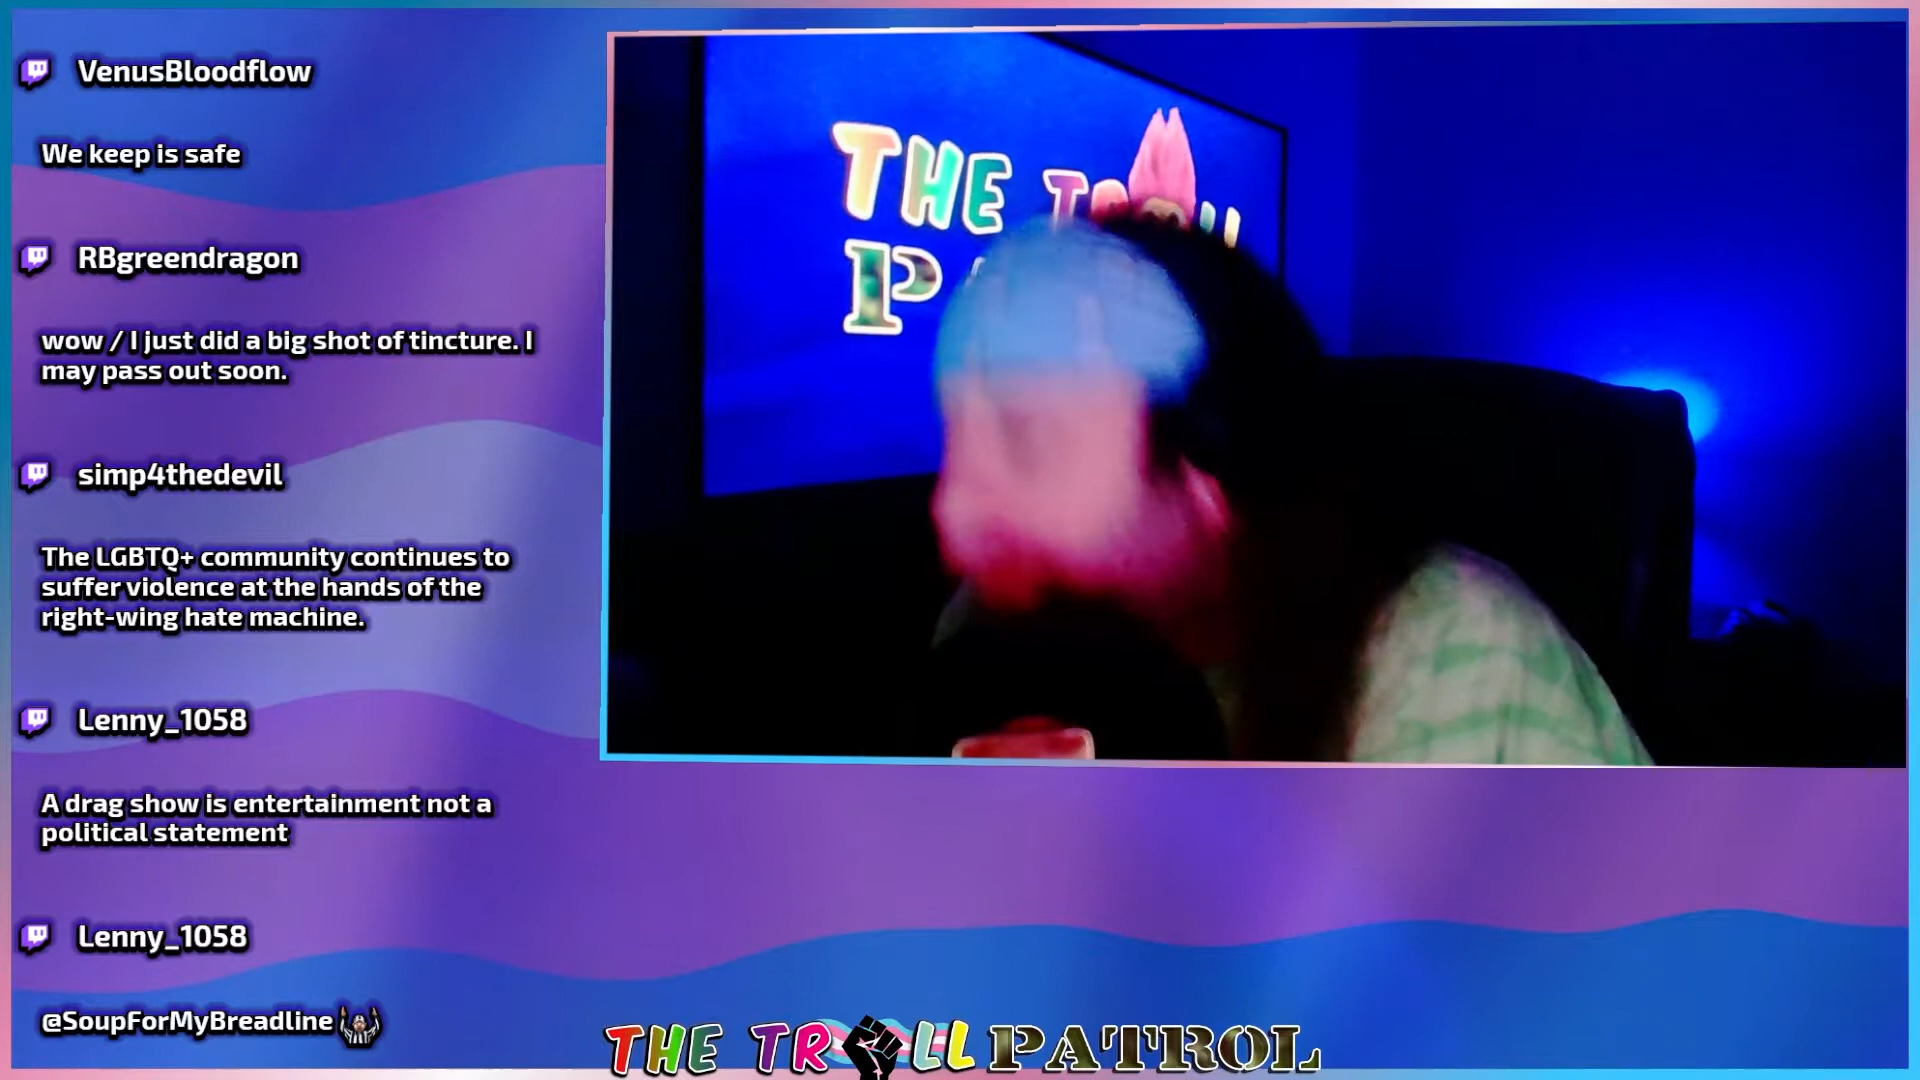 VenusBloodflow
We keep is safe
RBgreendragon
wow / I just did a big shot of tincture. I
may pass out soon.
simp4thedevil
The LGBTQ+ community continues to
suffer violence at the hands of the
right-wing hate machine.
Lenny_1058
A drag show is entertainment not a
political statement
Lenny_1058
@SoupForMyBreadline
THE
THE TROLL PATROL